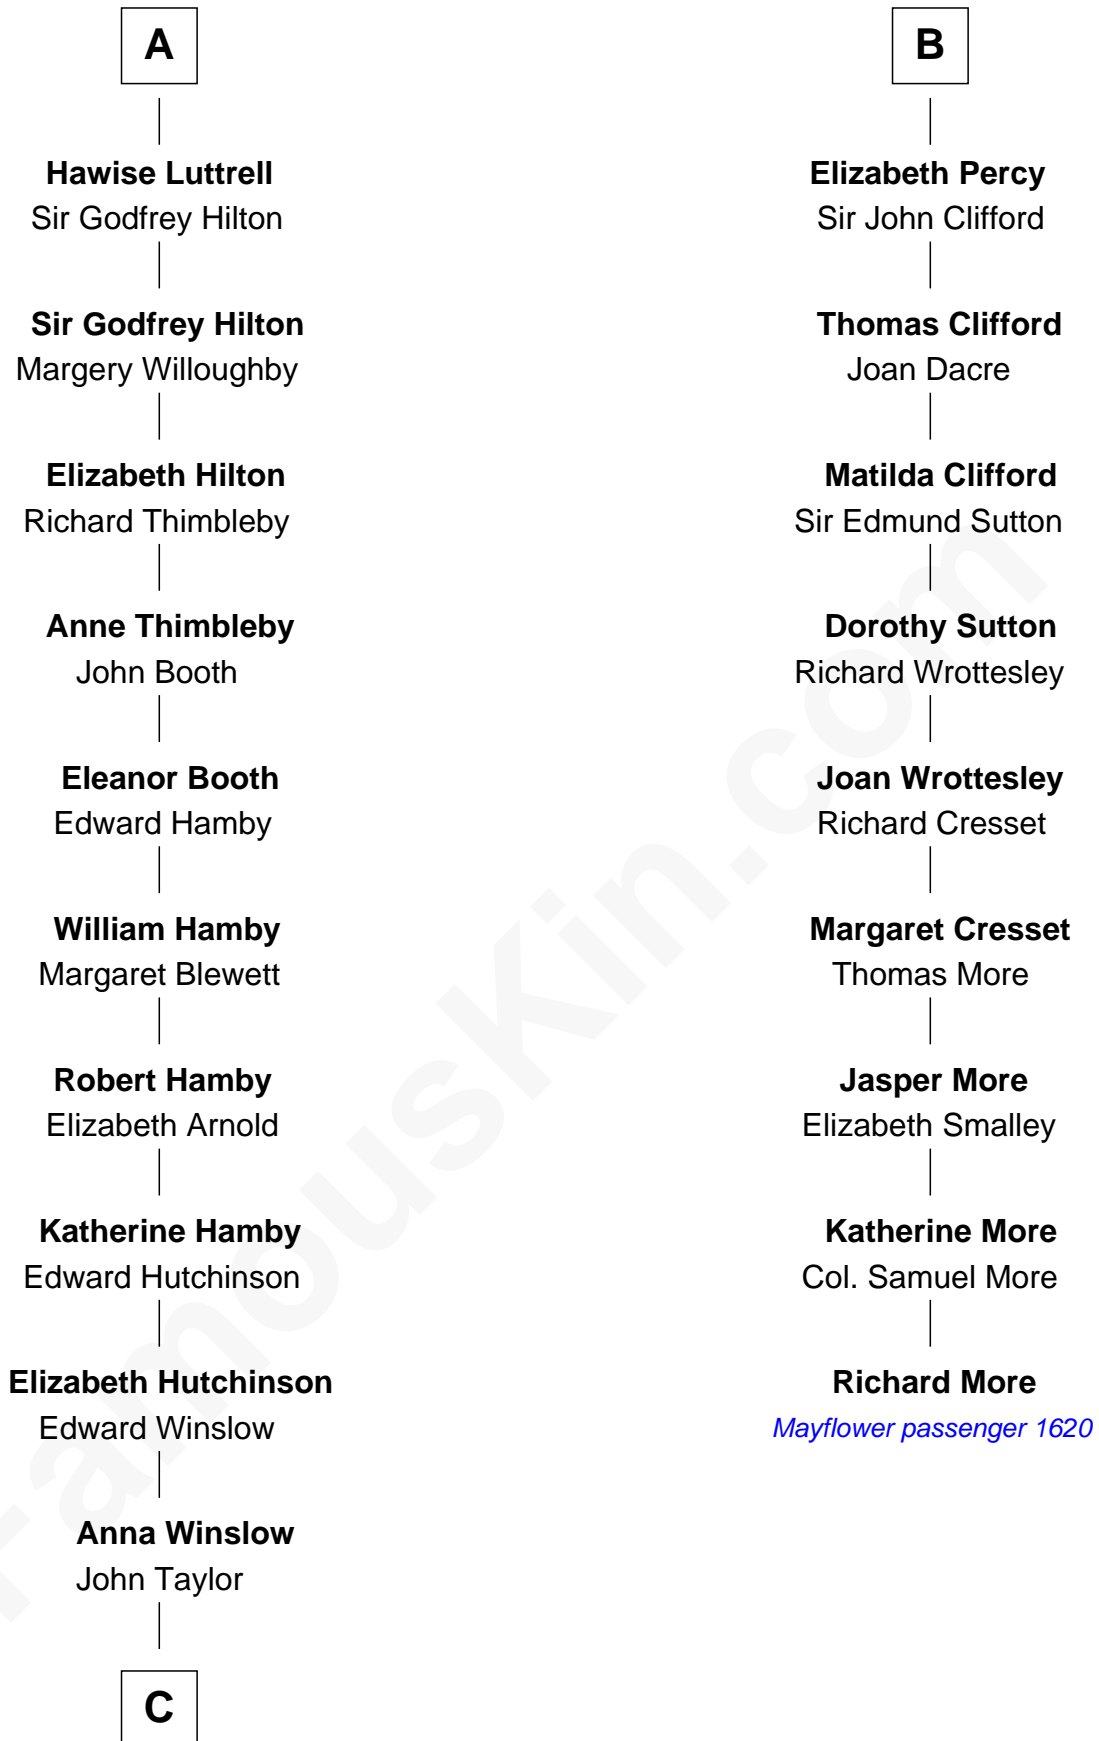 A
Hawise Luttrell
Sir Godfrey Hilton
Sir Godfrey Hilton
Margery Willoughby
Elizabeth Hilton
Richard Thimbleby
Anne Thimbleby
John Booth
Eleanor Booth
Edward Hamby
William Hamby
Margaret Blewett
Robert Hamby
Elizabeth Arnold
Katherine Hamby
Edward Hutchinson
Elizabeth Hutchinson
Edward Winslow
Anna Winslow
John Taylor
C
B
Elizabeth Percy
Sir John Clifford
Thomas Clifford
Joan Dacre
Matilda Clifford
Sir Edmund Sutton
Dorothy Sutton
Richard Wrottesley
Joan Wrottesley
Richard Cresset
Margaret Cresset
Thomas More
Jasper More
Elizabeth Smalley
Katherine More
Col. Samuel More
Richard More
Mayflower passenger 1620
FamousKin.com